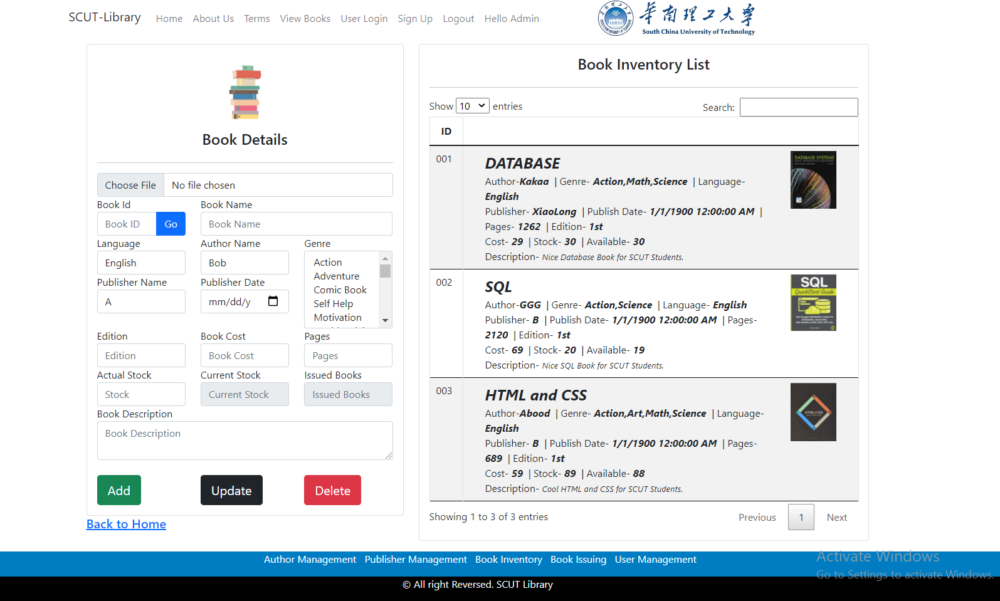 SCUT-Library Home About Us Terms View Books User Login Sign Up Logout Hello Admin
华南理工大学
South China University of Technology
Book Details
Choose File No file chosen
Book Id Book Name
Book ID Go Book Name
Language Author Name Genre
English Bob
Action
Adventure
Comic Book
Self Help
Motivation
Publisher Name Publisher Date
A mm/dd/y
Edition Book Cost Pages
Edition Book Cost Pages
Actual Stock Current Stock Issued Books
Stock Current Stock Issued Books
Book Description
Book Description
Add Update Delete
Back to Home
Book Inventory List
Show 10 entries Search:
ID
001
DATABASE
Author-Kakaa | Genre- Action,Math,Science | Language-
English
Publisher- XiaoLong | Publish Date- 1/1/1900 12:00:00 AM |
Pages- 1262 | Edition- 1st
Cost- 29 | Stock- 30 | Available- 30
Description- Nice Database Book for SCUT Students.
DATABASE SYSTEMS
002
SQL
Author-GGG | Genre- Action,Science | Language- English
Publisher- B | Publish Date- 1/1/1900 12:00:00 AM | Pages-
2120 | Edition- 1st
Cost- 69 | Stock- 20 | Available- 19
Description- Nice SQL Book for SCUT Students.
SQL
QuickStart Guide
003
HTML and CSS
Author-Abood | Genre- Action,Art,Math,Science | Language-
English
Publisher- B | Publish Date- 1/1/1900 12:00:00 AM | Pages-
689 | Edition- 1st
Cost- 59 | Stock- 89 | Available- 88
Description- Cool HTML and CSS for SCUT Students.
HTML&CSS
Showing 1 to 3 of 3 entries Previous 1 Next
Author Management Publisher Management Book Inventory Book Issuing User Management
© All right Reversed. SCUT Library
Activate Windows
Go to Settings to activate Windows.